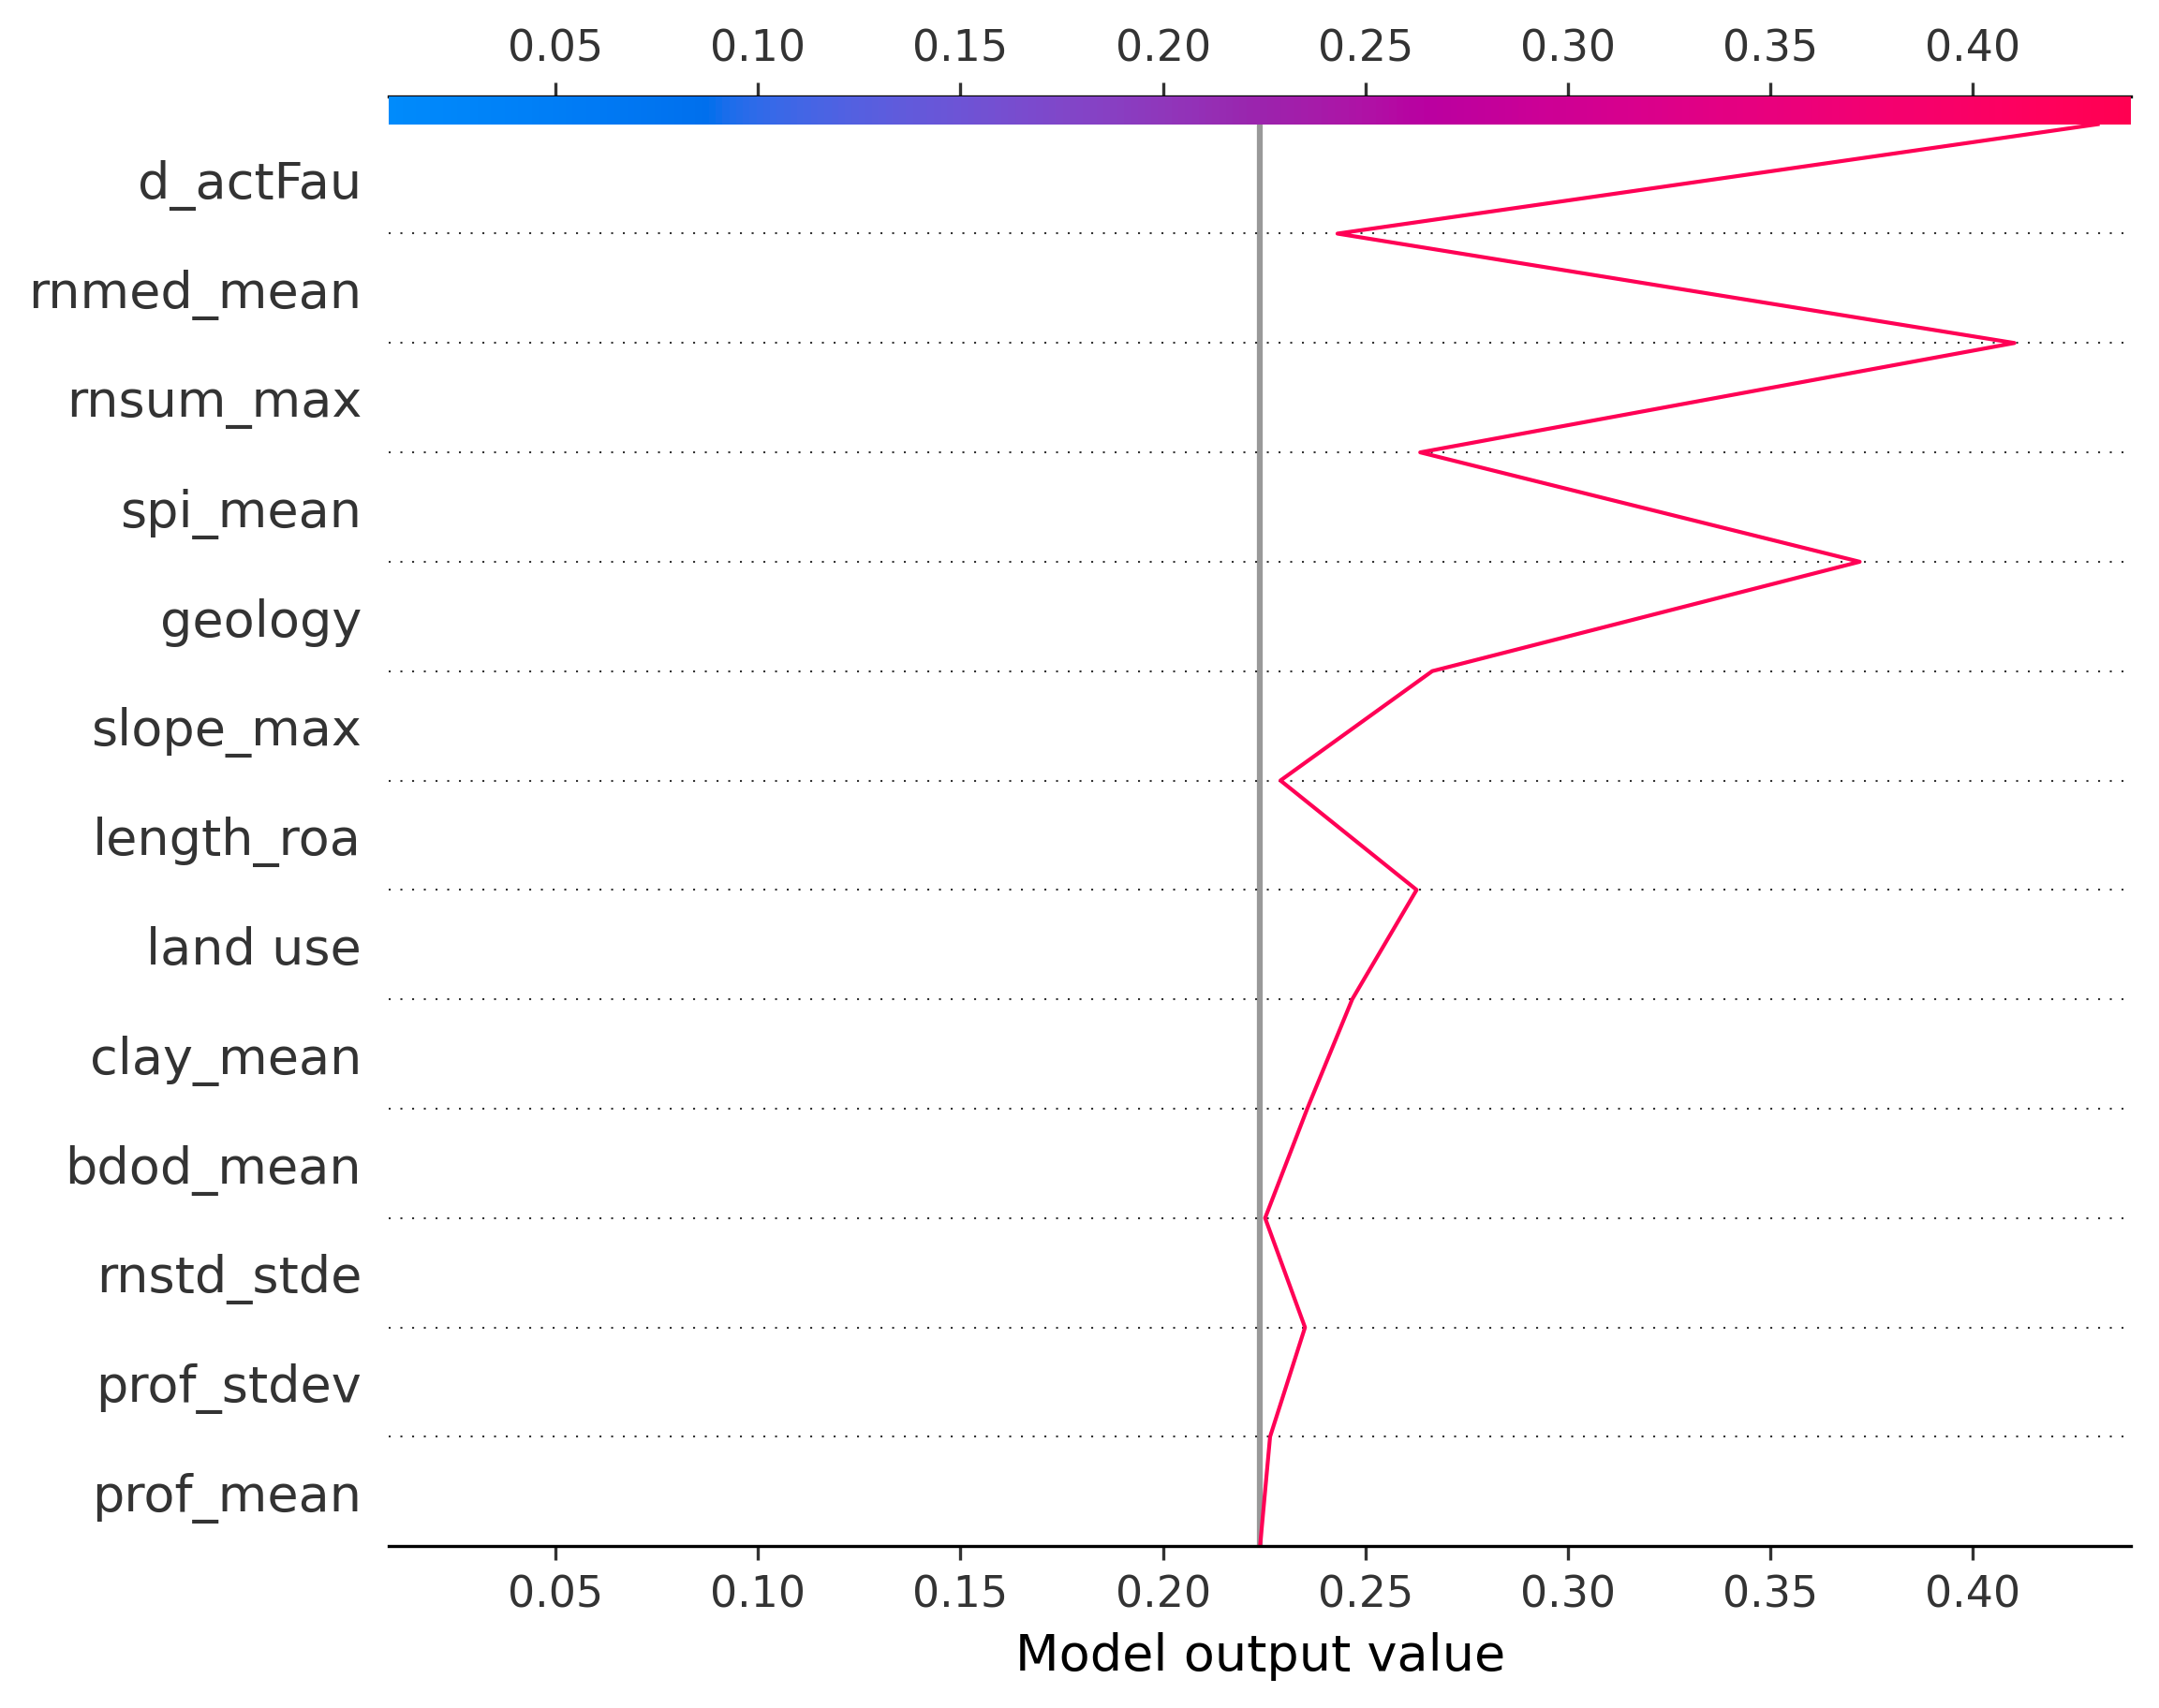 0.05 0.10 0.15 0.20 0.25 0.30 0.35 0.40
d_actFau
rnmed_mean
rnsum_max
spi_mean
geology
slope_max
length_roa
land use
clay_mean
bdod_mean
rnstd_stde
prof_stdev
prof_mean
0.05 0.10 0.15 0.20 0.25 0.30 0.35 0.40
Model output value